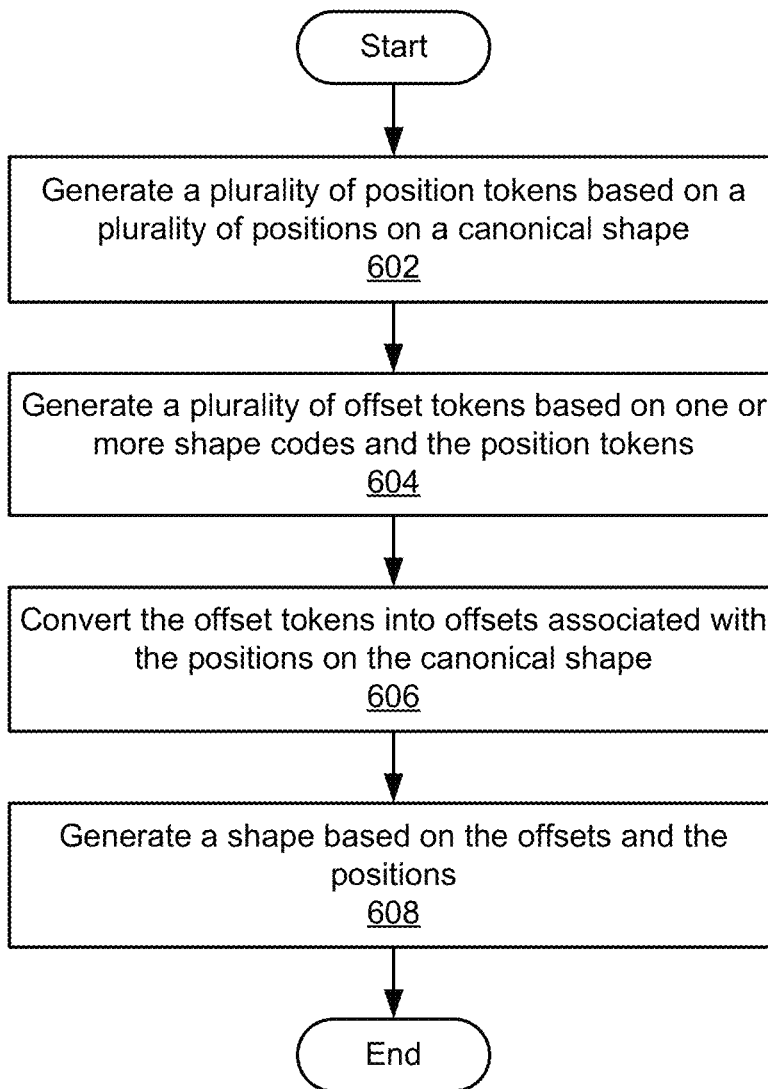 Start
Generate a plurality of position tokens based on a
plurality of positions on a canonical shape
602
Generate a plurality of offset tokens based on one or
more shape codes and the position tokens
604
Convert the offset tokens into offsets associated with
the positions on the canonical shape
606
Generate a shape based on the offsets and the
positions
608
End